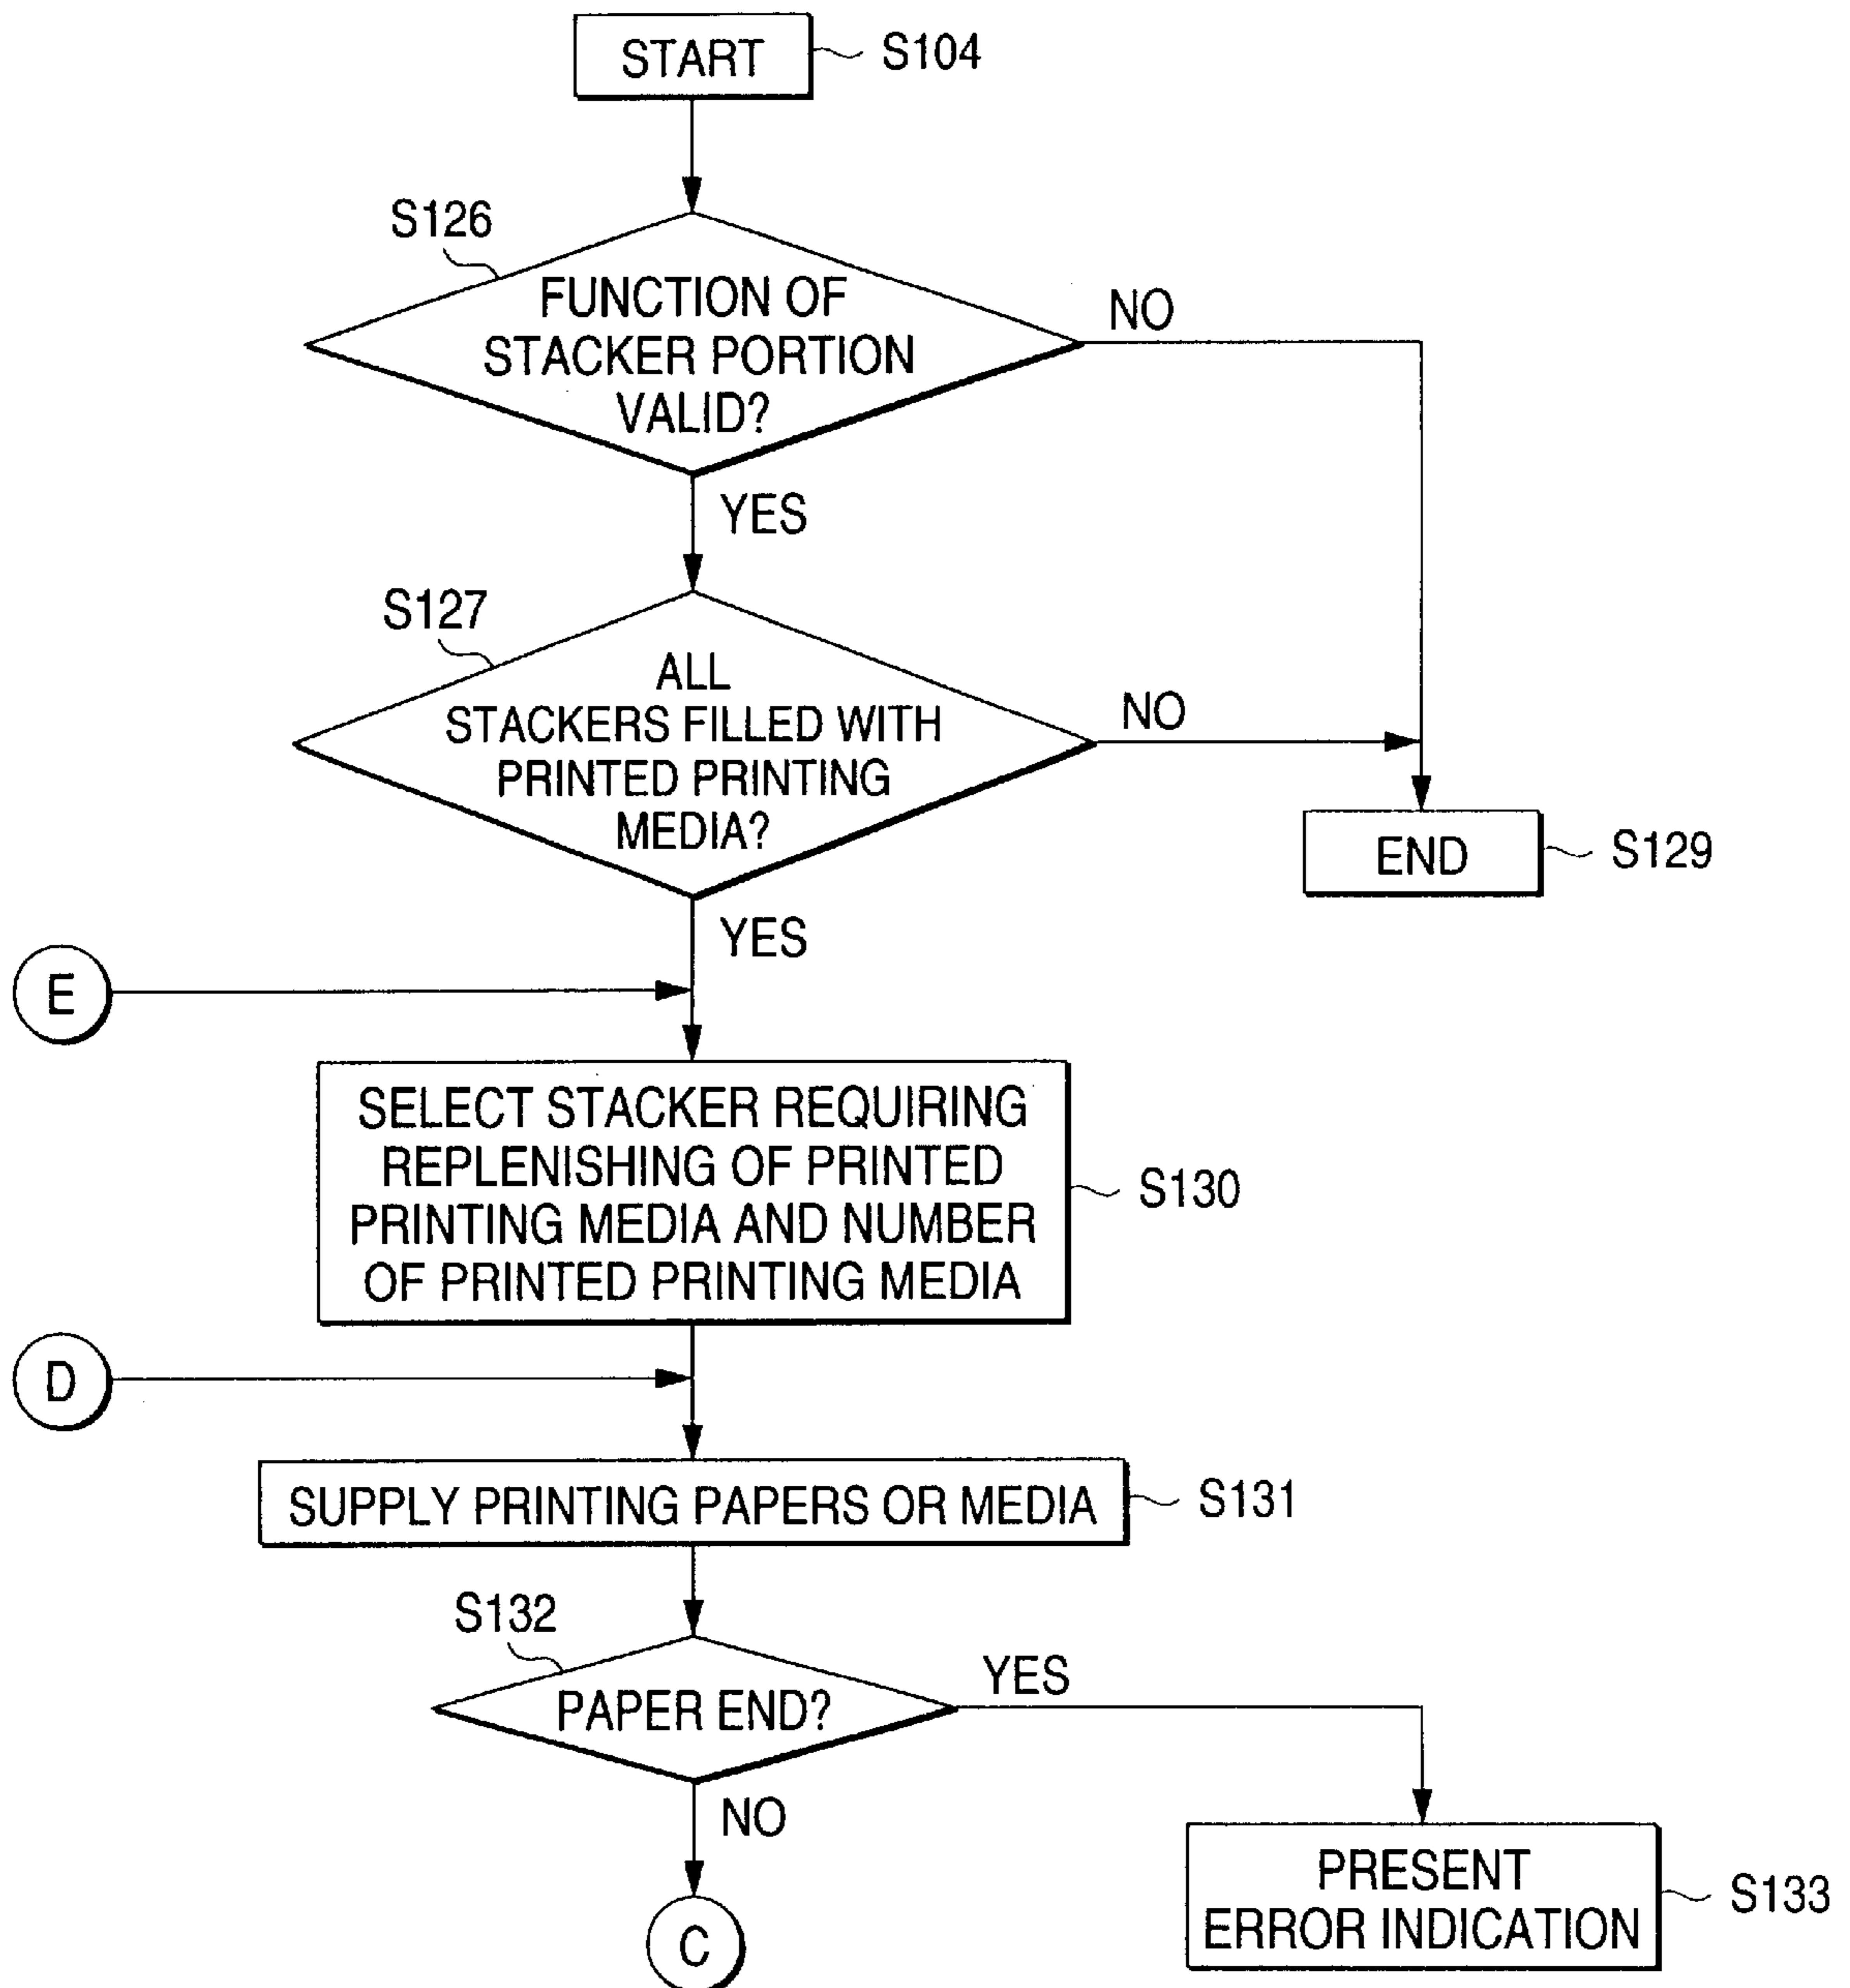 START
S104
S126
FUNCTION OF
STACKER PORTION
VALID?
NO
YES
S127
ALL
STACKERS FILLED WITH
PRINTED PRINTING
MEDIA?
NO
END
S129
YES
E
SELECT STACKER REQUIRING
REPLENISHING OF PRINTED
PRINTING MEDIA AND NUMBER
OF PRINTED PRINTING MEDIA
S130
D
SUPPLY PRINTING PAPERS OR MEDIA
S131
S132
PAPER END?
YES
NO
PRESENT
ERROR INDICATION
S133
C